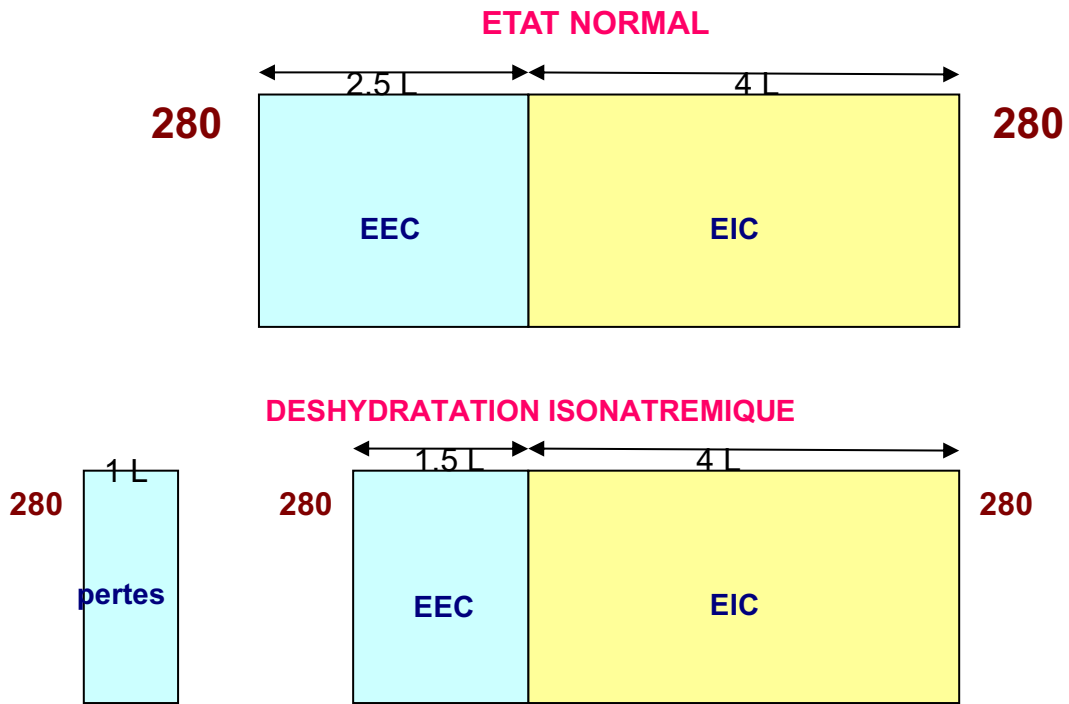 ETAT NORMAL
2.5 L 4 L
280 280
EEC EIC
DESHYDRATATION ISONATREMIQUE
1 L 1.5 L 4 L
280 280 280
pertes EEC EIC